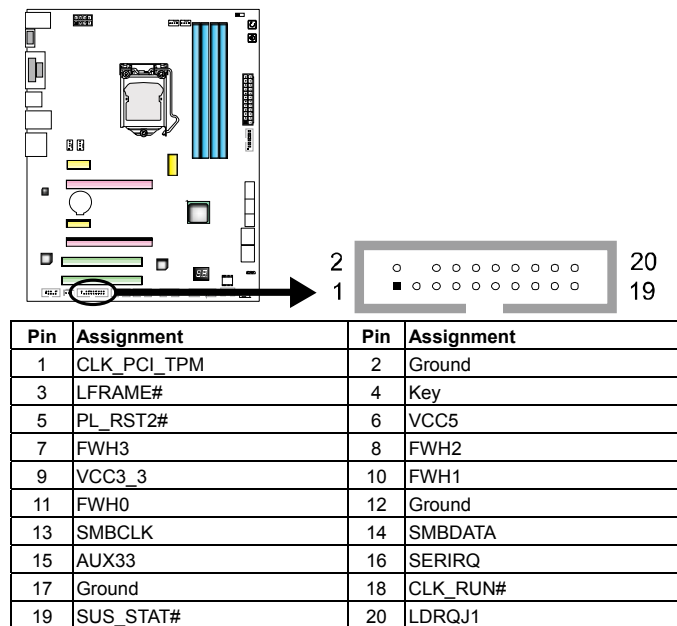 2 20
1 19
Pin Assignment Pin Assignment
1 CLK_PCI_TPM 2 Ground
3 LFRAME# 4 Key
5 PL_RST2# 6 VCC5
7 FWH3 8 FWH2
9 VCC3_3 10 FWH1
11 FWH0 12 Ground
13 SMBCLK 14 SMBDATA
15 AUX33 16 SERIRQ
17 Ground 18 CLK_RUN#
19 SUS_STAT# 20 LDRQJ1